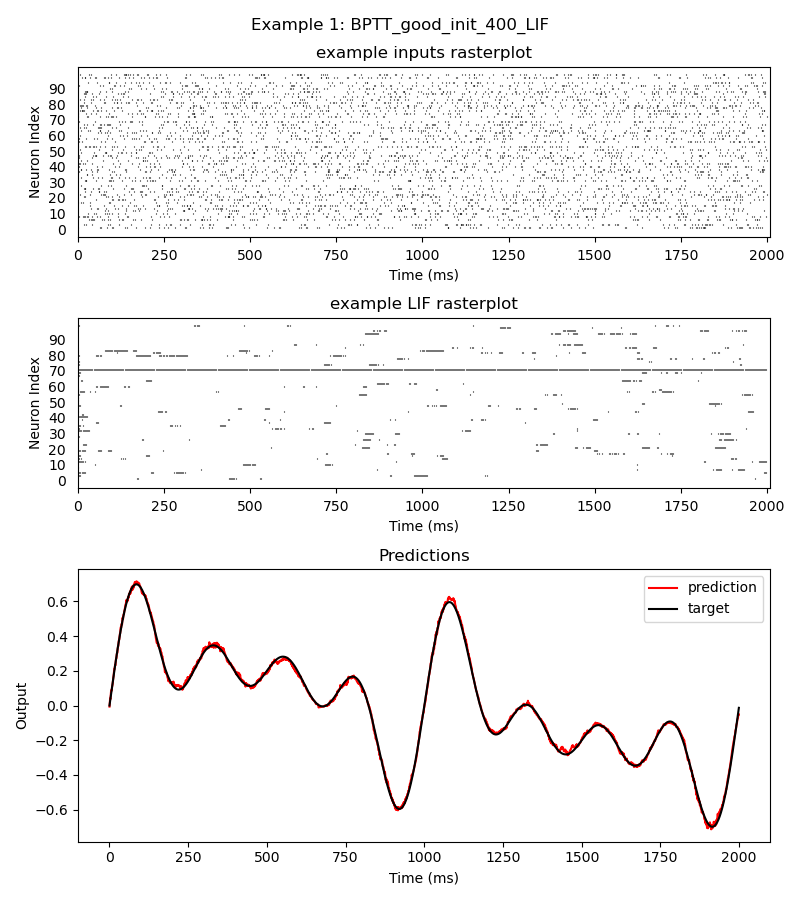 Example 1: BPTT_good_init_400_LIF
example inputs rasterplot
Neuron Index
90
80
70
60
50
40
30
20
10
0
0 250 500 750 1000 1250 1500 1750 2000
Time (ms)
example LIF rasterplot
Neuron Index
90
80
70
60
50
40
30
20
10
0
0 250 500 750 1000 1250 1500 1750 2000
Time (ms)
Predictions
prediction
target
Output
0.6
0.4
0.2
0.0
−0.2
−0.4
−0.6
0 250 500 750 1000 1250 1500 1750 2000
Time (ms)